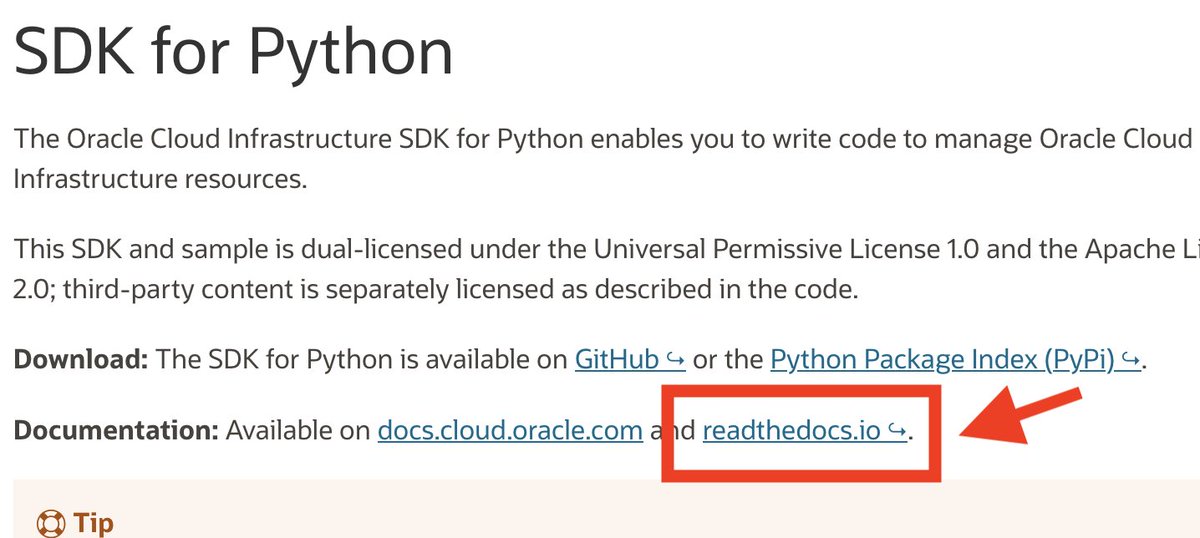 SDK for Python
The Oracle Cloud Infrastructure SDK for Python enables you to write code to manage Oracle Cloud
Infrastructure resources.
This SDK and sample is dual-licensed under the Universal Permissive License 1.0 and the Apache Li
2.0; third-party content is separately licensed as described in the code.
Download: The SDK for Python is available on GitHub ↪ or the Python Package Index (PyPi) ↪.
Documentation: Available on docs.cloud.oracle.com and readthedocs.io ↪.
Tip